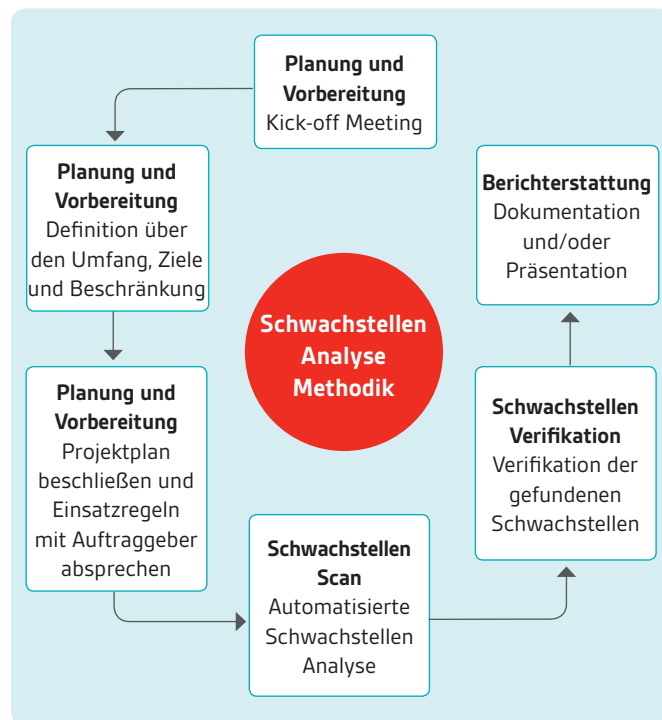 Planung und
Vorbereitung
Kick-off Meeting
Planung und
Vorbereitung
Definition über
den Umfang, Ziele
und Beschränkung
Planung und
Vorbereitung
Projektplan
beschließen und
Einsatzregeln
mit Auftraggeber
absprechen
Schwachstellen
Scan
Automatisierte
Schwachstellen
Analyse
Schwachstellen
Verifikation
Verifikation der
gefundenen
Schwachstellen
Berichterstattung
Dokumentation
und/oder
Präsentation
Schwachstellen
Analyse
Methodik